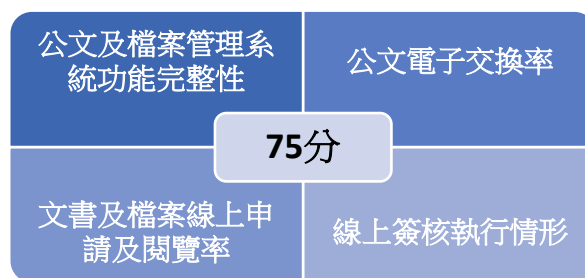 公文及檔案管理系
統功能完整性
公文電子交換率
75分
文書及檔案線上申
請及閱覽率
線上簽核執行情形